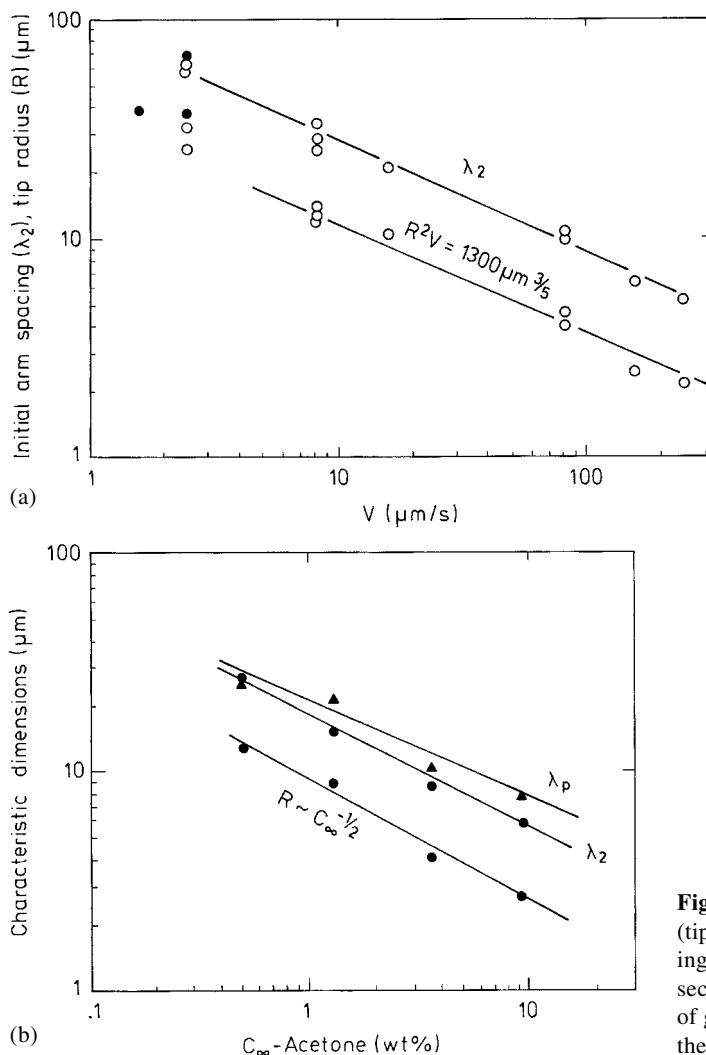 Initial arm spacing (λ₂), tip radius (R) (μm)
100
10
1
λ₂
R²V = 1300 μm ³⁄₅
1
10
100
V (μm/s)
(a)
Characteristic dimensions (μm)
100
10
1
λₚ
λ₂
R ~ C∞^-1/2
.1
1
10
C∞-Acetone (wt%)
(b)
Fig
(tip
ing
sec
of g
the